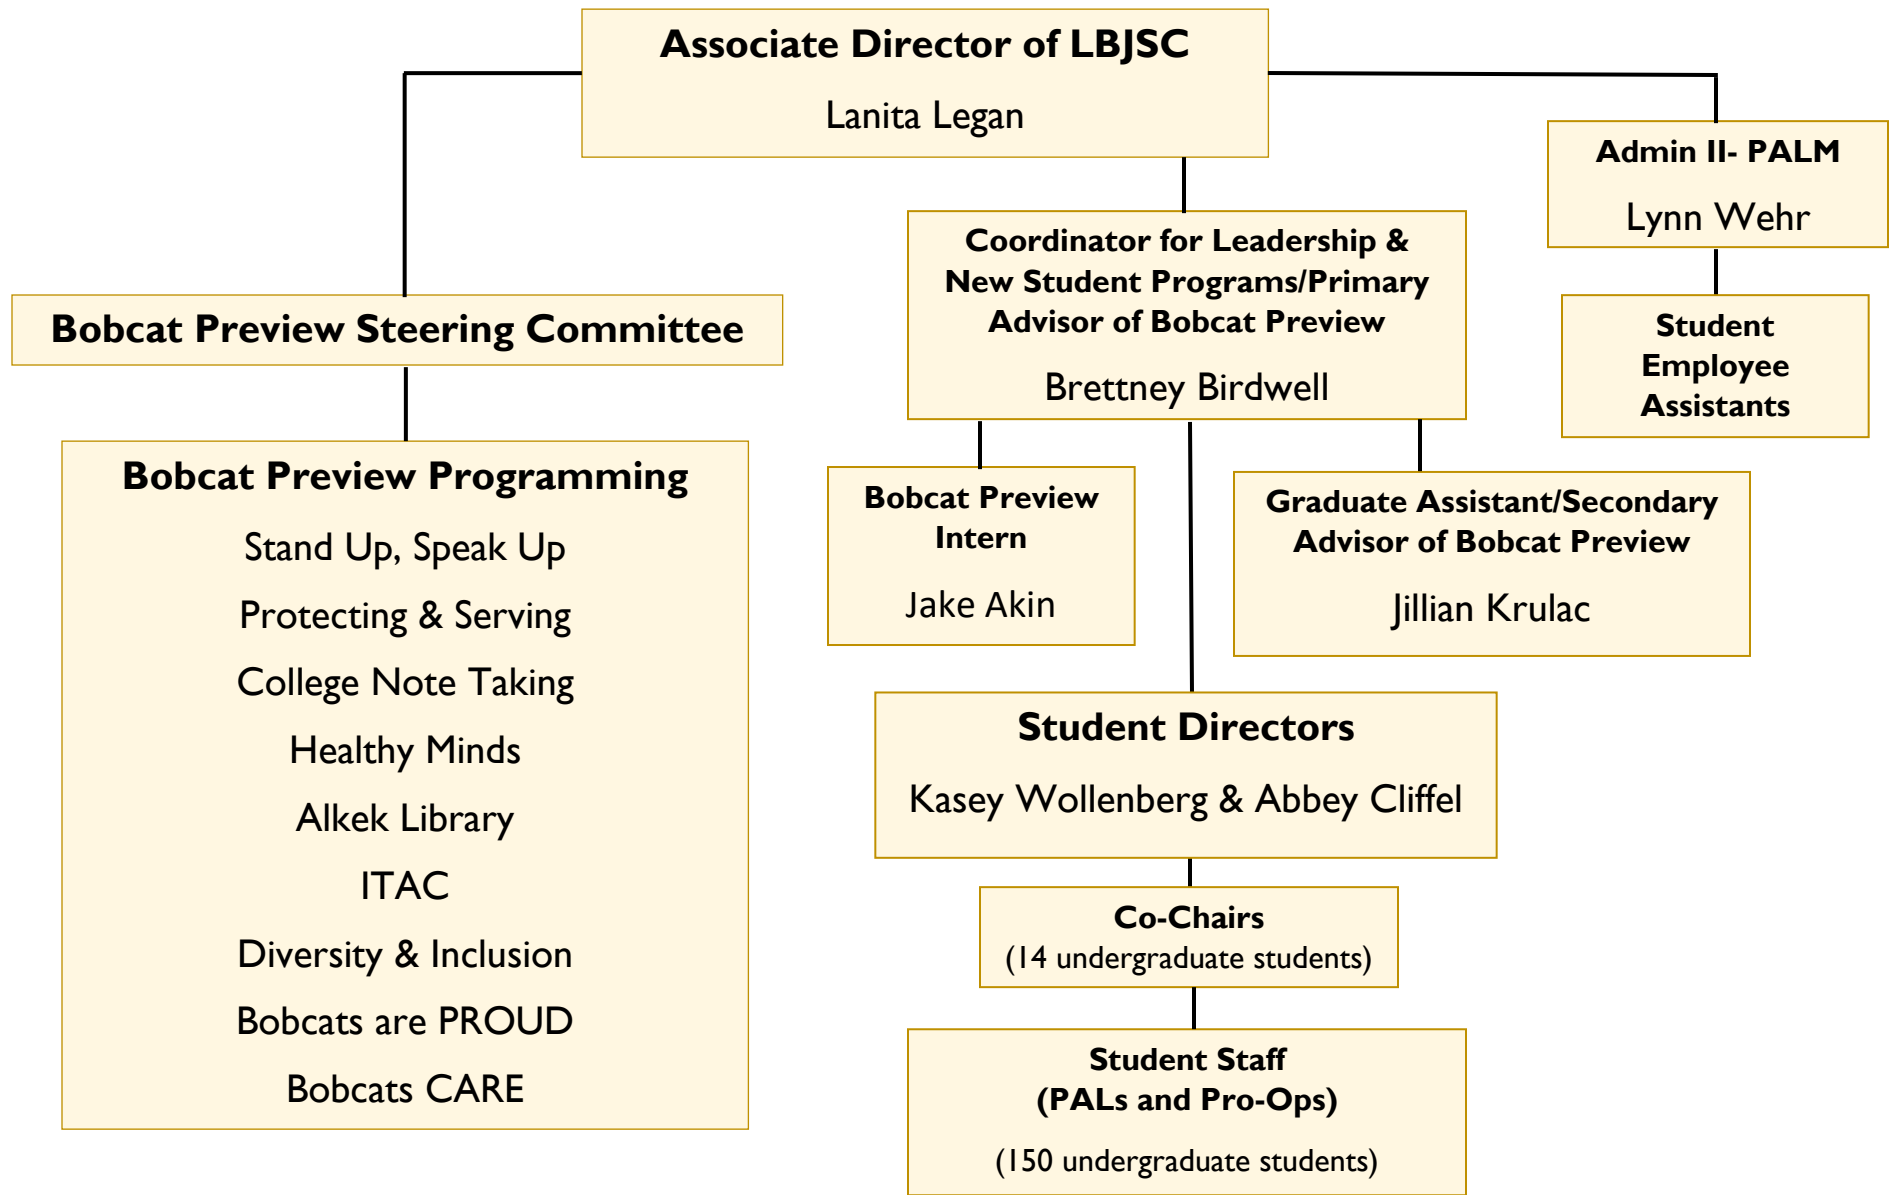 Associate Director of LBJSC
Lanita Legan
Admin II- PALM
Lynn Wehr
Student
Employee
Assistants
Coordinator for Leadership &
New Student Programs/Primary
Advisor of Bobcat Preview
Brettney Birdwell
Bobcat Preview Steering Committee
Bobcat Preview Programming
Stand Up, Speak Up
Protecting & Serving
College Note Taking
Healthy Minds
Alkek Library
ITAC
Diversity & Inclusion
Bobcats are PROUD
Bobcats CARE
Bobcat Preview
Intern
Jake Akin
Graduate Assistant/Secondary
Advisor of Bobcat Preview
Jillian Krulac
Student Directors
Kasey Wollenberg & Abbey Cliffel
Co-Chairs
(14 undergraduate students)
Student Staff
(PALs and Pro-Ops)
(150 undergraduate students)